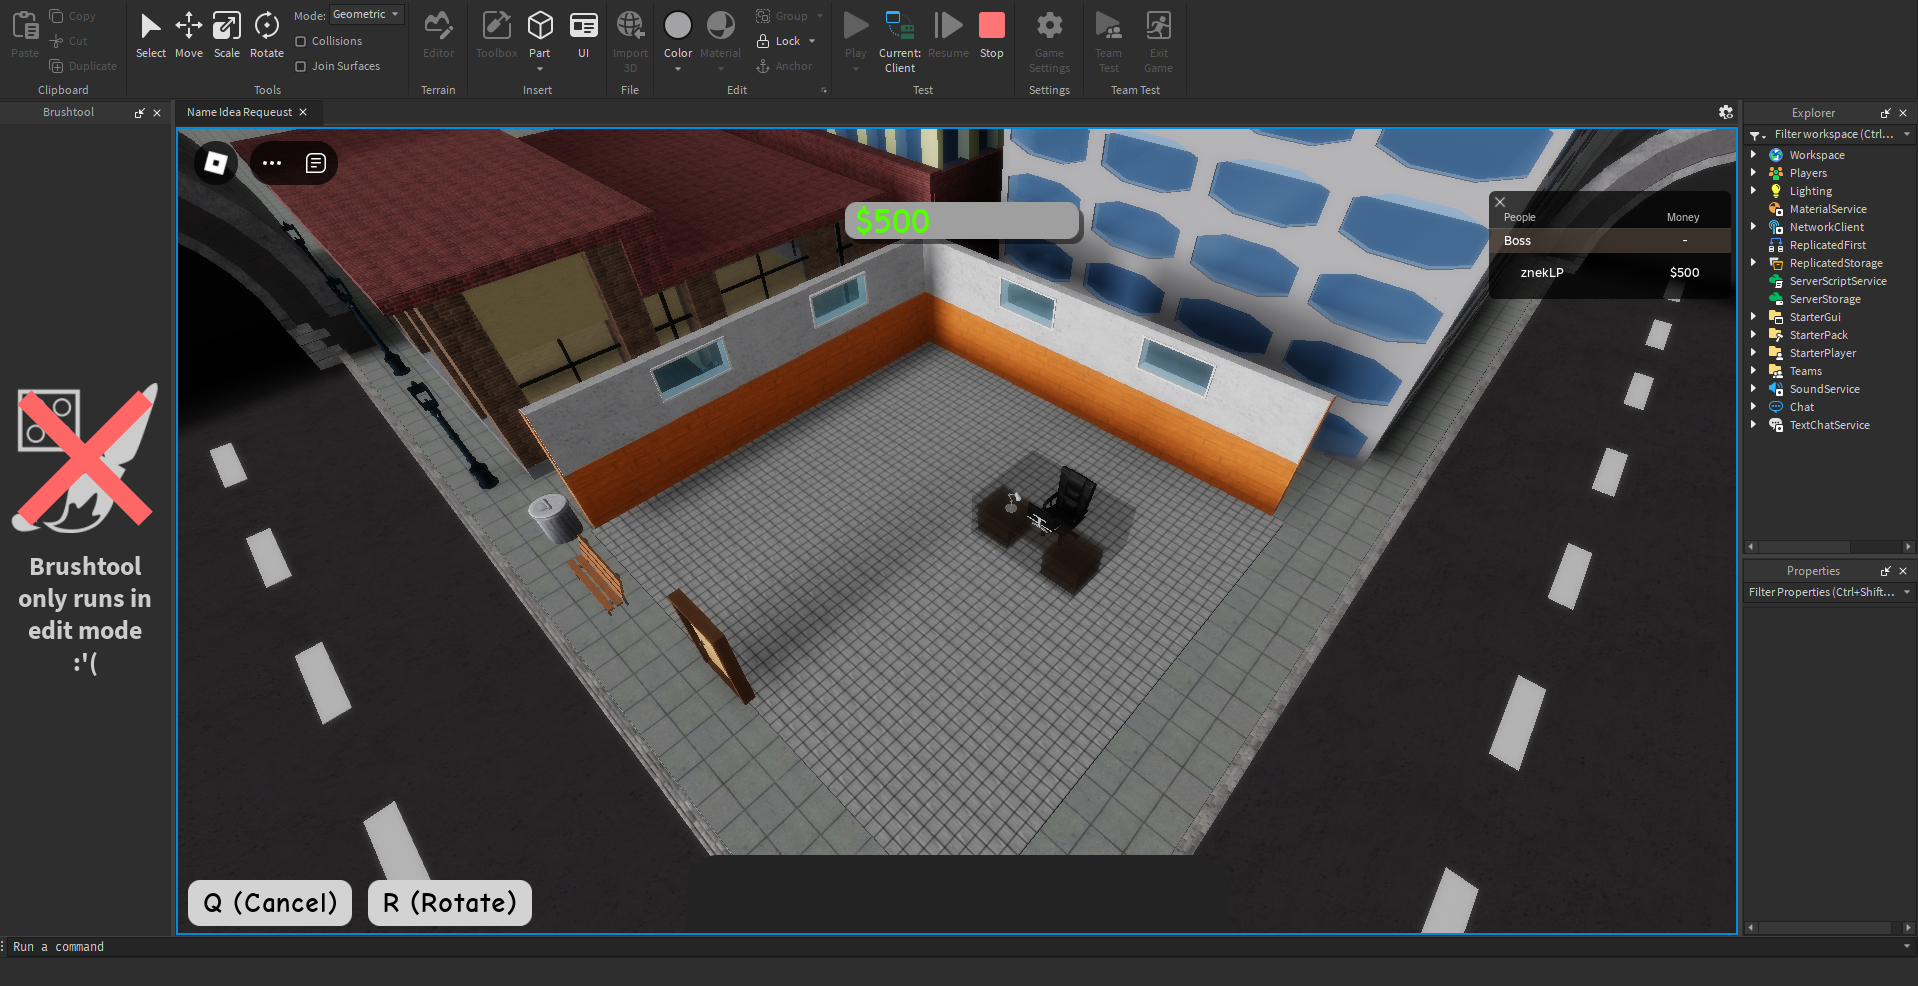 Paste
Copy
Cut
Duplicate
Clipboard
Select
Move
Scale
Rotate
Mode: Geometric
Collisions
Join Surfaces
Tools
Editor
Terrain
Toolbox
Part
UI
Insert
Import
3D
File
Color
Material
Group
Lock
Anchor
Edit
Play
Current:
Client
Resume
Stop
Test
Game
Settings
Settings
Team
Test
Exit
Game
Team Test
Brushtool
Name Idea Requeust
Explorer
Filter workspace (Ctrl...
Workspace
Players
Lighting
MaterialService
NetworkClient
ReplicatedFirst
ReplicatedStorage
ServerScriptService
ServerStorage
StarterGui
StarterPack
StarterPlayer
Teams
SoundService
Chat
TextChatService
Properties
Filter Properties (Ctrl+Shift...
$500
People Money
Boss -
znekLP $500
Brushtool
only runs in
edit mode
:'(
Q (Cancel)
R (Rotate)
Run a command